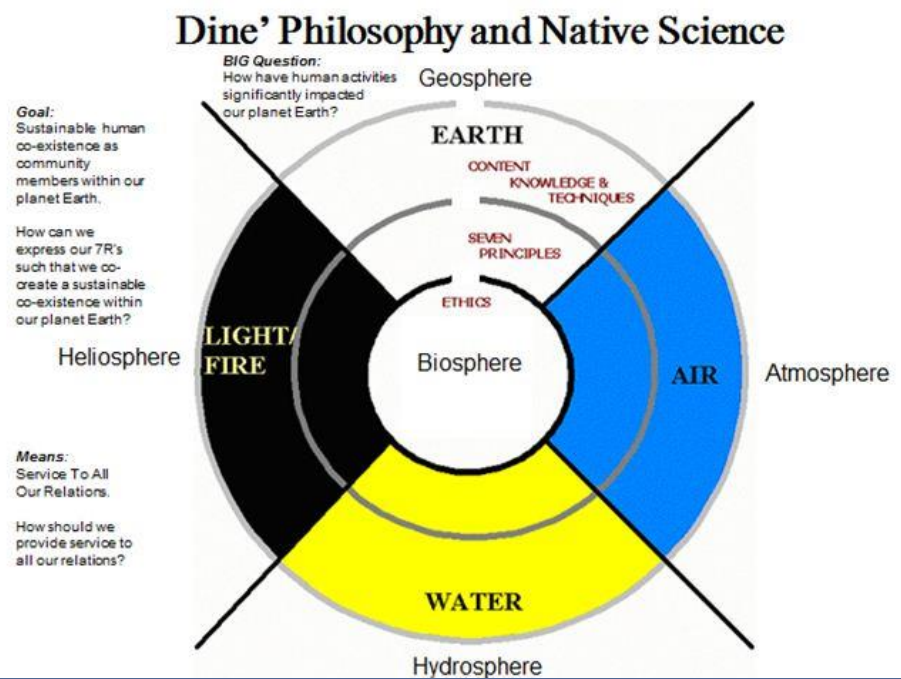 Dine' Philosophy and Native Science
BIG Question:
How have human activities
significantly impacted
our planet Earth?
Geosphere
Goal:
Sustainable human
co-existence as
community
members within our
planet Earth.
How can we
express our 7R's
such that we co-
create a sustainable
co-existence within
our planet Earth?
EARTH
CONTENT
KNOWLEDGE &
TECHNIQUES
SEVEN
PRINCIPLES
ETHICS
Heliosphere
LIGHT/
FIRE
Biosphere
AIR
Atmosphere
Means:
Service To All
Our Relations.
How should we
provide service to
all our relations?
WATER
Hydrosphere